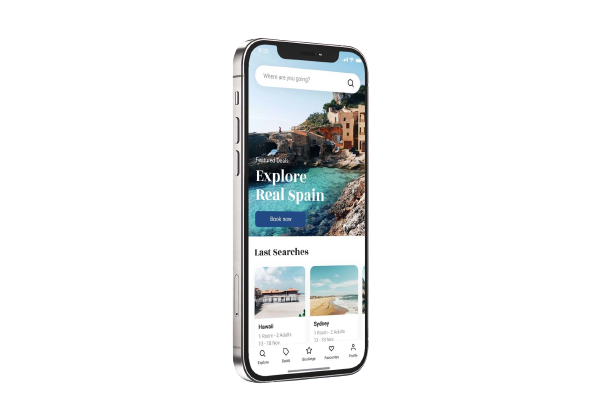 Where are you going?
Featured Deals
Explore
Real Spain
Book now
Last Searches
Hawaii
1 Room - 2 Adults
13 - 18 Nov
Sydney
1 Room - 2 Adults
13 - 18 Nov
Explore
Deals
Bookings
Favourites
Profile